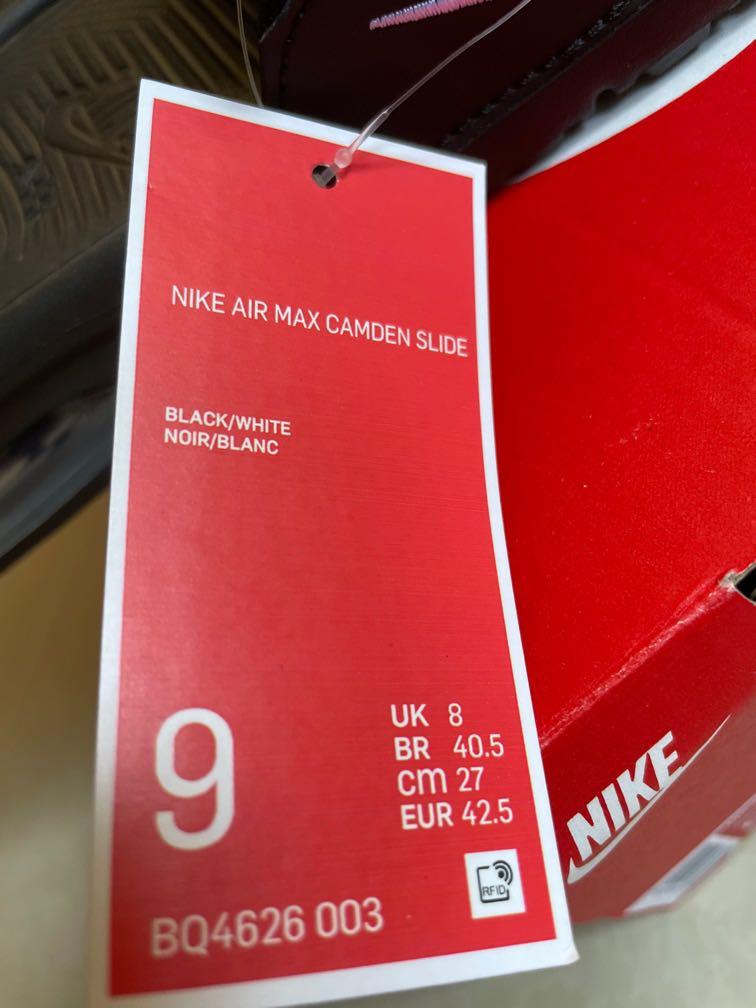 NIKE AIR MAX CAMDEN SLIDE
BLACK/WHITE
NOIR/BLANC
9
UK 8
BR 40.5
cm 27
EUR 42.5
RFID
BQ4626 003
NIKE